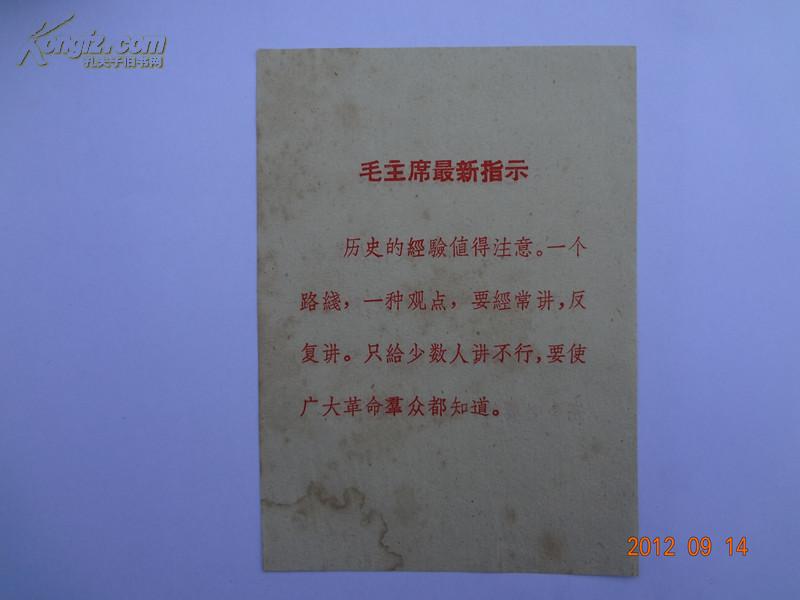 Kongfz.com
孔夫子旧书网
毛主席最新指示
历史的經驗値得注意。一个
路綫，一种观点，要經常讲，反
复讲。只給少数人讲不行，要使
广大革命羣众都知道。
2012 09 14